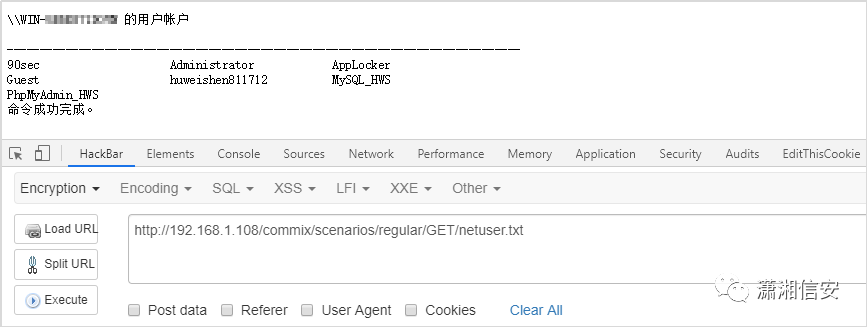 \\WIN- 的用户帐户
-------------------------------------------------------------------------------
90sec Administrator AppLocker
Guest huweishen811712 MySQL_HWS
PhpMyAdmin_HWS
命令成功完成。
HackBar Elements Console Sources Network Performance Memory Application Security Audits EditThisCookie
Encryption Encoding SQL XSS LFI XXE Other
Load URL http://192.168.1.108/commix/scenarios/regular/GET/netuser.txt
Split URL
Execute
Post data Referer User Agent Cookies Clear All
潇湘信安